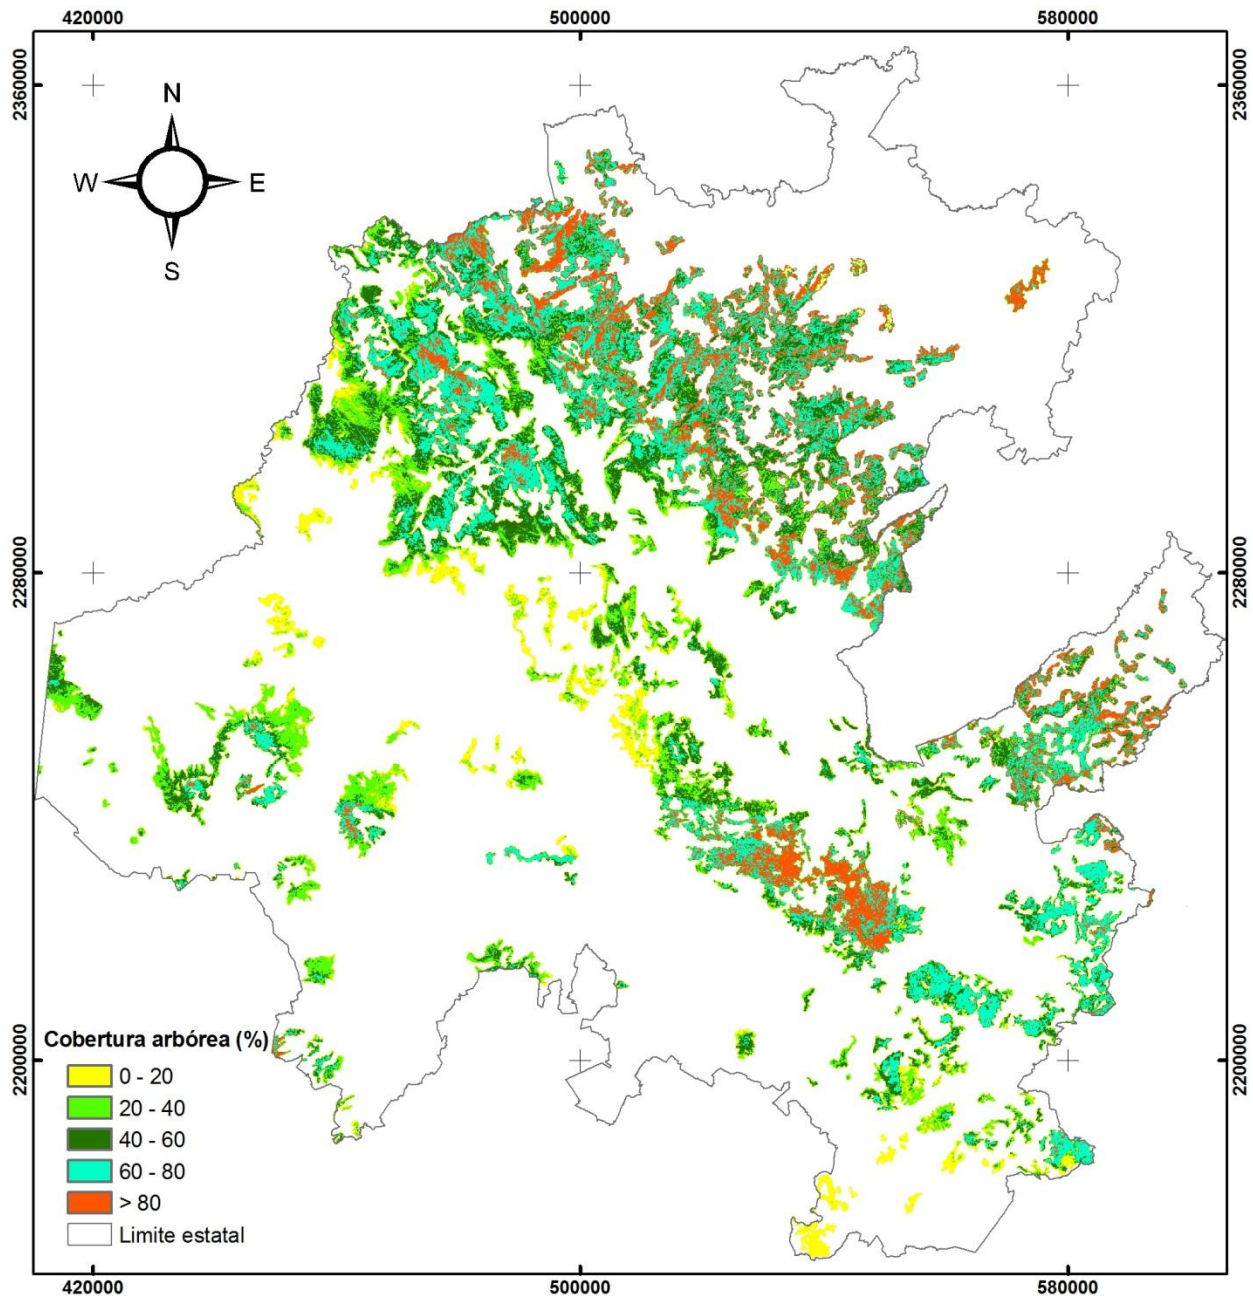 420000 500000 580000
2360000 2360000
N
W E
S
2280000 2280000
2200000 2200000
Cobertura arbórea (%)
0 - 20
20 - 40
40 - 60
60 - 80
> 80
Limite estatal
420000 500000 580000